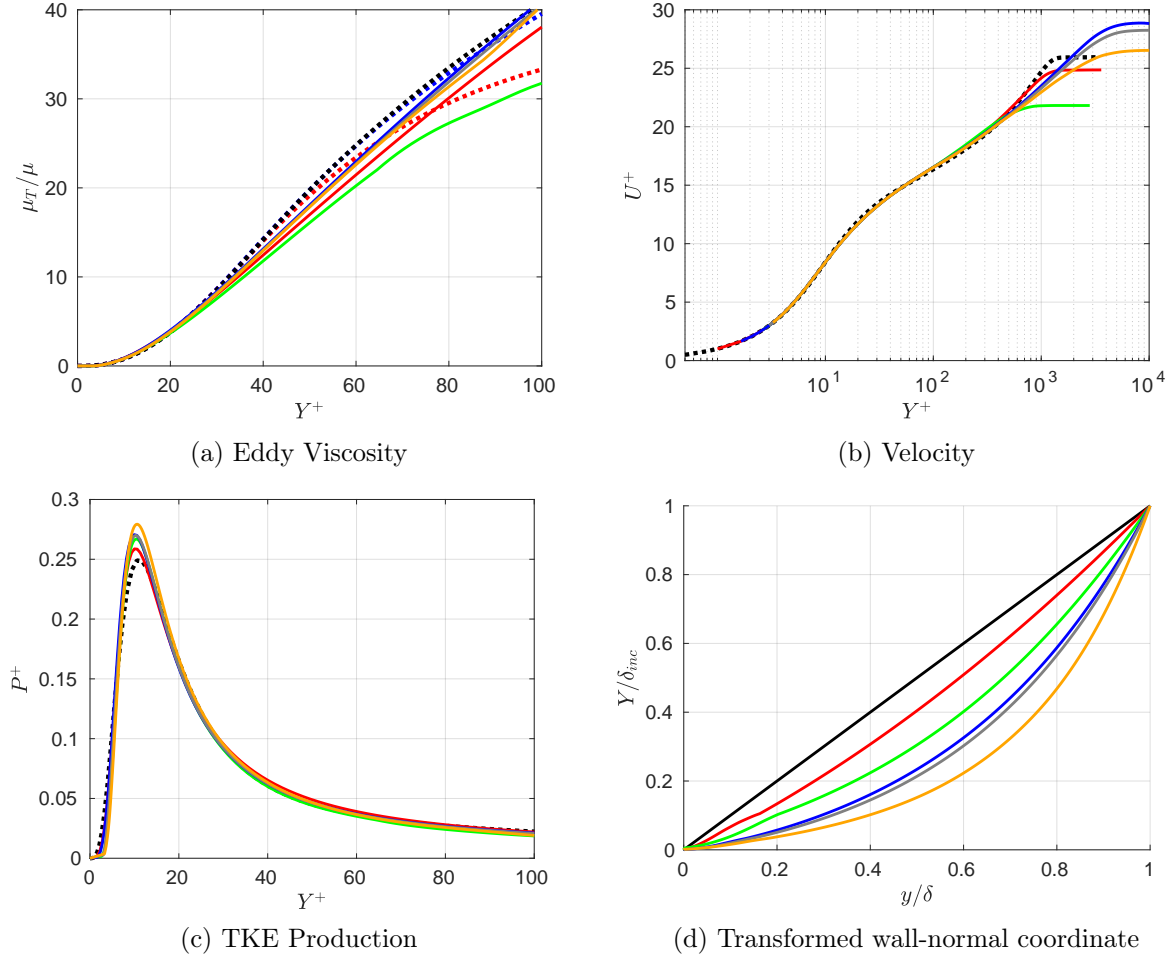 40
30
20
10
0
μ_T/μ
0 20 40 60 80 100
Y^+
(a) Eddy Viscosity
30
25
20
15
10
5
0
U^+
10^1 10^2 10^3 10^4
Y^+
(b) Velocity
0.3
0.25
0.2
0.15
0.1
0.05
0
P^+
0 20 40 60 80 100
Y^+
(c) TKE Production
1
0.8
0.6
0.4
0.2
0
Y/δ_inc
0 0.2 0.4 0.6 0.8 1
y/δ
(d) Transformed wall-normal coordinate